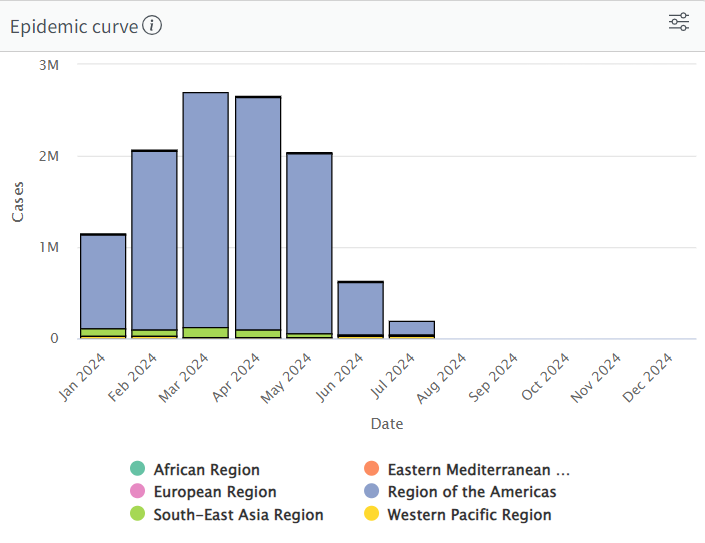 Epidemic curve i
3M
2M
1M
0
Cases
Jan 2024
Feb 2024
Mar 2024
Apr 2024
May 2024
Jun 2024
Jul 2024
Aug 2024
Sep 2024
Oct 2024
Nov 2024
Dec 2024
Date
African Region
Eastern Mediterranean ...
European Region
Region of the Americas
South-East Asia Region
Western Pacific Region